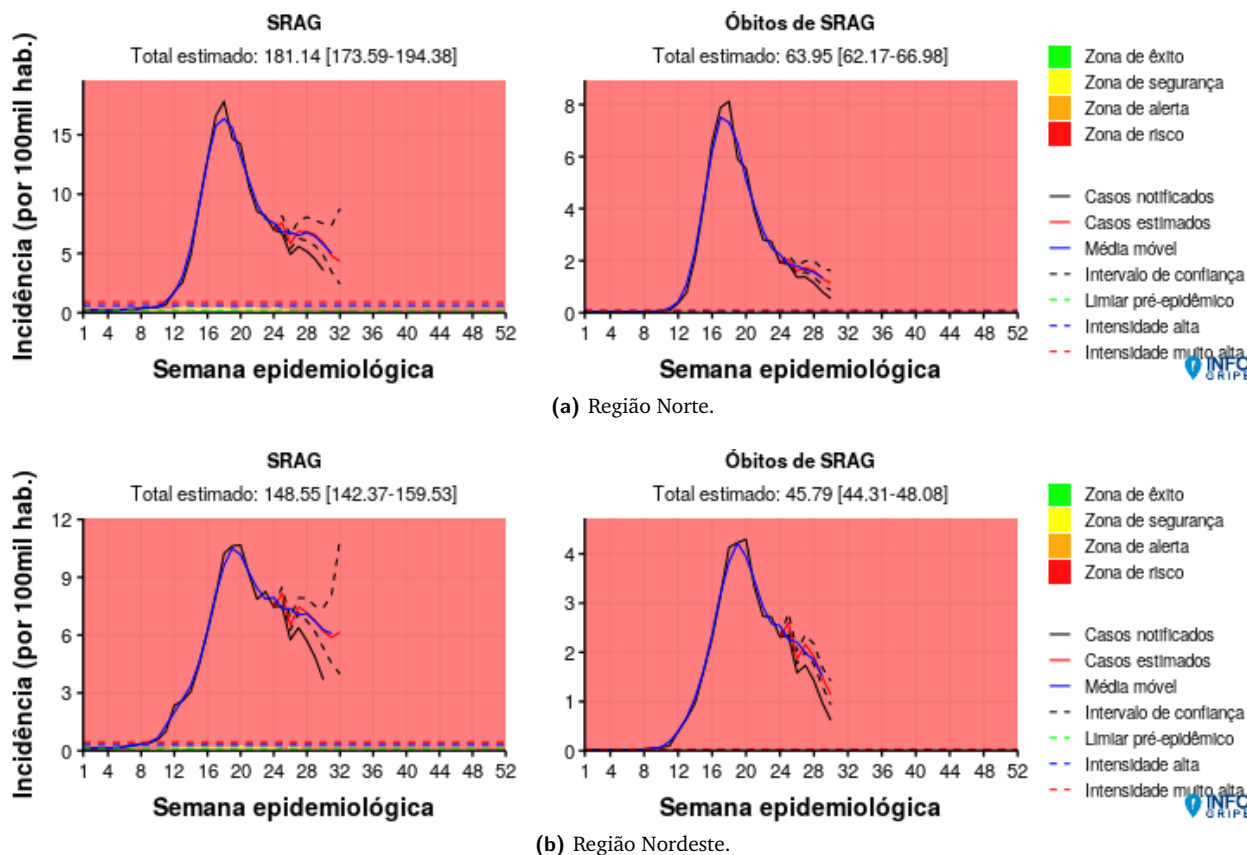 SRAG
Total estimado: 181.14 [173.59-194.38]
Incidência (por 100mil hab.)
15
10
5
0
1 4 8 12 16 20 24 28 32 36 40 44 48 52
Semana epidemiológica
Óbitos de SRAG
Total estimado: 63.95 [62.17-66.98]
8
6
4
2
0
1 4 8 12 16 20 24 28 32 36 40 44 48 52
Semana epidemiológica
Zona de êxito
Zona de segurança
Zona de alerta
Zona de risco
Casos notificados
Casos estimados
Média móvel
Intervalo de confiança
Limiar pré-epidêmico
Intensidade alta
Intensidade muito alta
INFO
GRIPE
(a) Região Norte.
SRAG
Total estimado: 148.55 [142.37-159.53]
Incidência (por 100mil hab.)
12
9
6
3
0
1 4 8 12 16 20 24 28 32 36 40 44 48 52
Semana epidemiológica
Óbitos de SRAG
Total estimado: 45.79 [44.31-48.08]
4
3
2
1
0
1 4 8 12 16 20 24 28 32 36 40 44 48 52
Semana epidemiológica
Zona de êxito
Zona de segurança
Zona de alerta
Zona de risco
Casos notificados
Casos estimados
Média móvel
Intervalo de confiança
Limiar pré-epidêmico
Intensidade alta
Intensidade muito alta
INFO
GRIPE
(b) Região Nordeste.